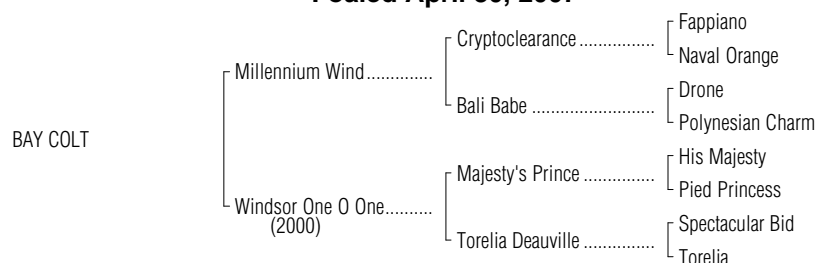 Foaled April 30, 2007
Fappiano
Cryptoclearance ................
Naval Orange
Millennium Wind..............
Drone
Bali Babe ..........................
Polynesian Charm
BAY COLT
His Majesty
Majesty's Prince ...............
Pied Princess
Windsor One O One..........
(2000)
Spectacular Bid
Torelia Deauville ...............
Torelia